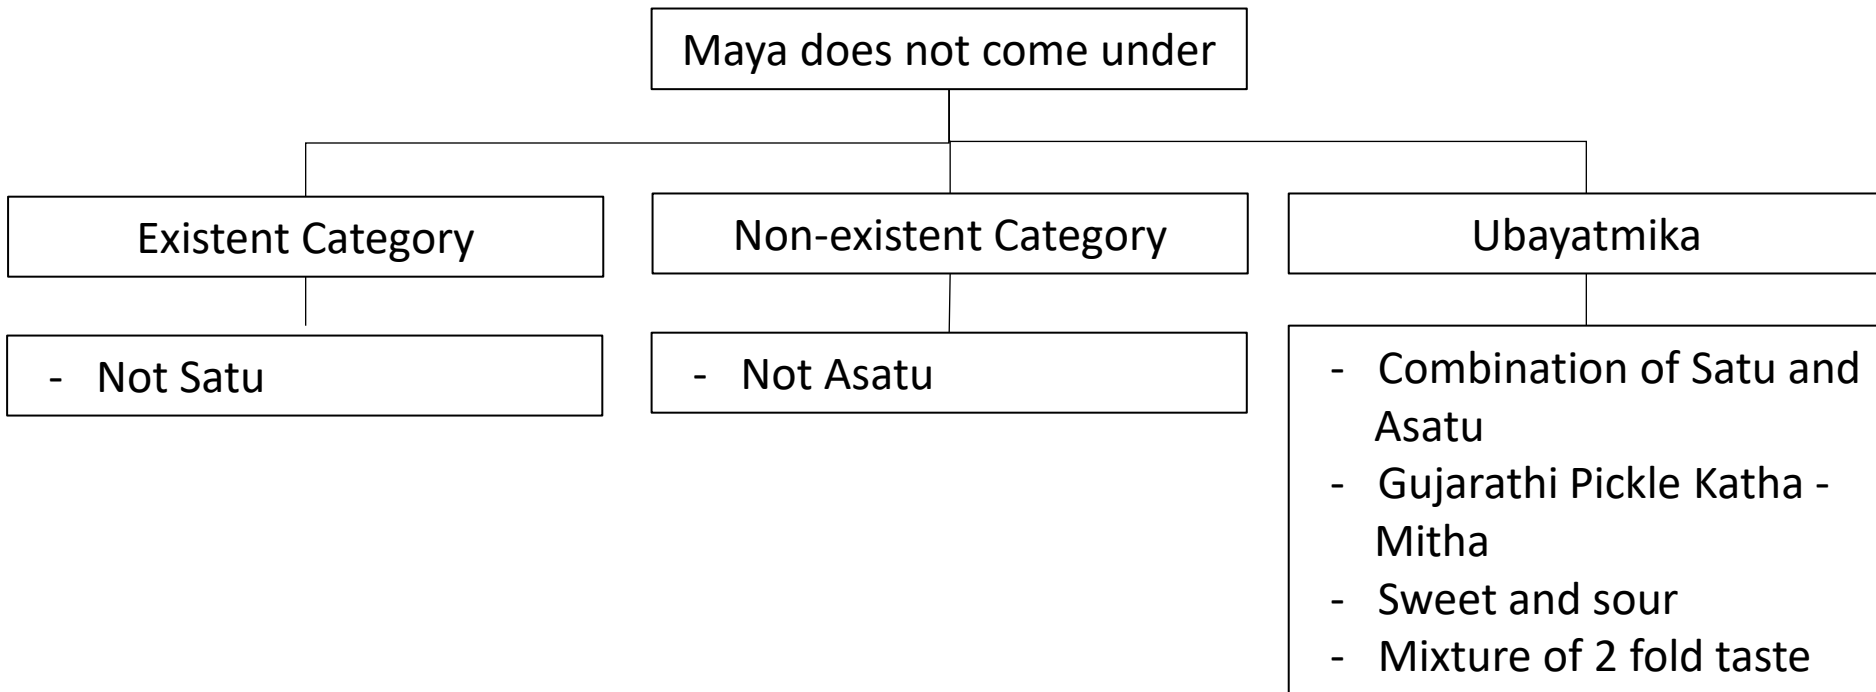 Maya does not come under
Existent Category
Non-existent Category
Ubayatmika
- Not Satu
- Not Asatu
- Combination of Satu and
Asatu
- Gujarathi Pickle Katha -
Mitha
- Sweet and sour
- Mixture of 2 fold taste